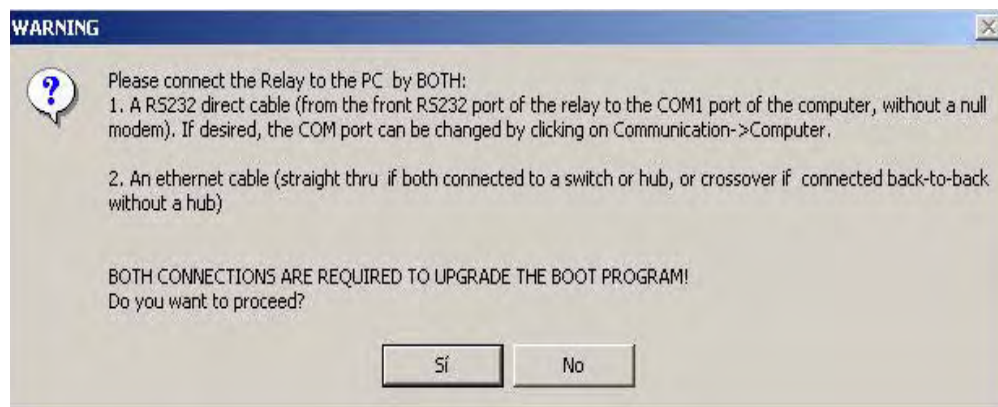 WARNING
Please connect the Relay to the PC by BOTH:
1. A RS232 direct cable (from the front RS232 port of the relay to the COM1 port of the computer, without a null
modem). If desired, the COM port can be changed by clicking on Communication->Computer.
2. An ethernet cable (straight thru if both connected to a switch or hub, or crossover if connected back-to-back
without a hub)
BOTH CONNECTIONS ARE REQUIRED TO UPGRADE THE BOOT PROGRAM!
Do you want to proceed?
Sí
No